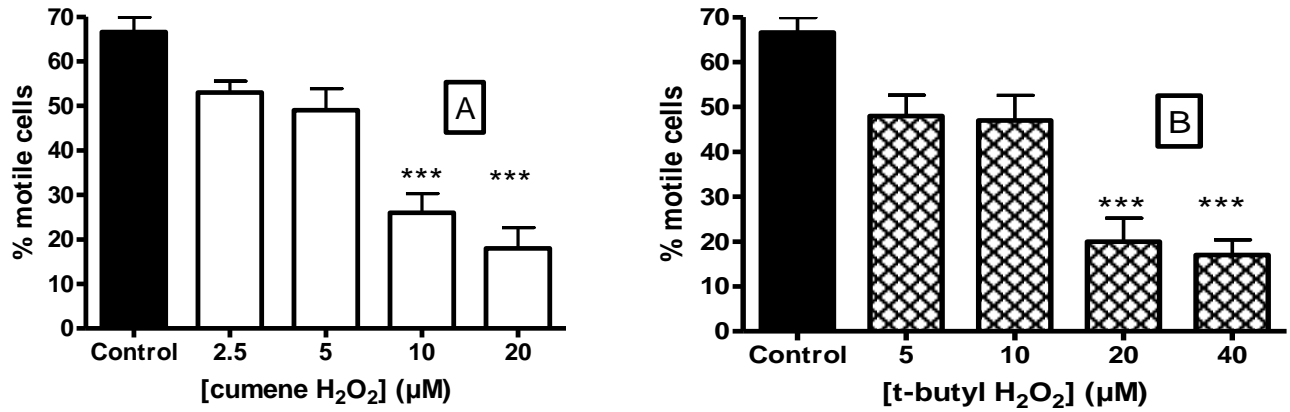 % motile cells
70
60
50
40
30
20
10
0
A
*** ***
Control 2.5 5 10 20
[cumene H₂O₂] (µM)
% motile cells
70
60
50
40
30
20
10
0
B
*** ***
Control 5 10 20 40
[t-butyl H₂O₂] (µM)